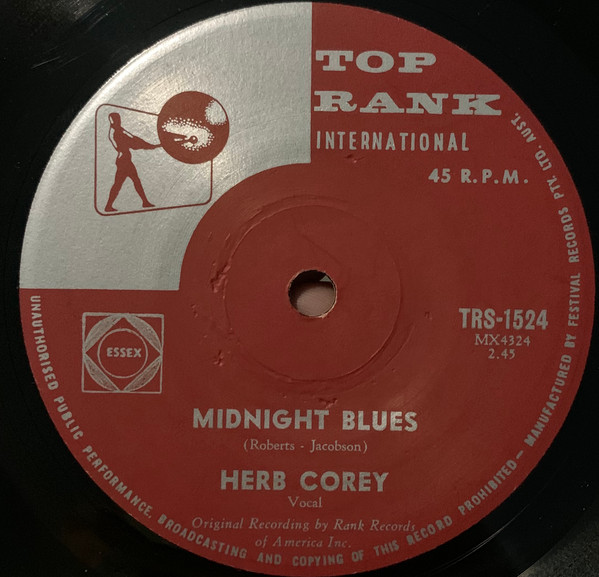 TOP
RANK
INTERNATIONAL
45 R.P.M.
TRS-1524
MX4324
2.45
ESSEX
MIDNIGHT BLUES
(Roberts - Jacobson)
HERB COREY
Vocal
Original Recording by Rank Records
of America Inc.
UNAUTHORISED PUBLIC PERFORMANCE, BROADCASTING AND COPYING OF THIS RECORD PROHIBITED— MANUFACTURED BY FESTIVAL RECORDS PTY. LTD. AUST.